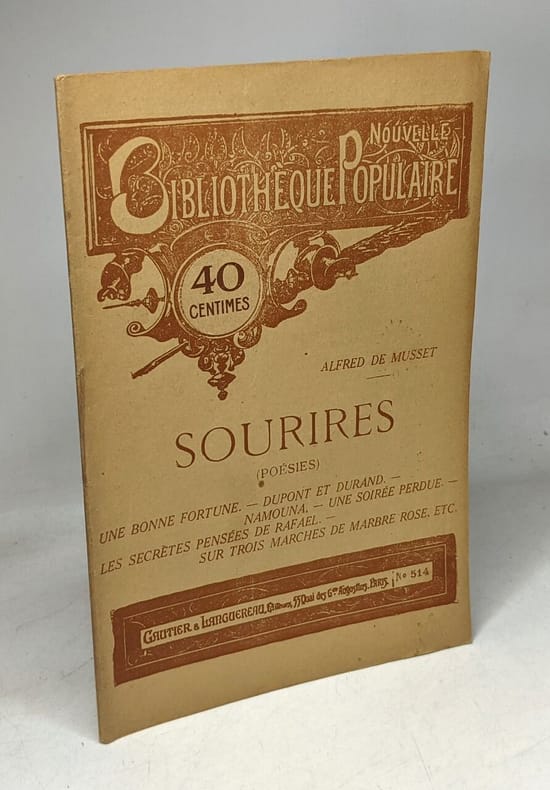 NOUVELLE
BIBLIOTHÈQUE POPULAIRE
40
CENTIMES
ALFRED DE MUSSET
SOURIRES
(POÉSIES)
UNE BONNE FORTUNE. — DUPONT ET DURAND. —
NAMOUNA. — UNE SOIRÉE PERDUE. —
LES SECRÈTES PENSÉES DE RAFAEL. —
SUR TROIS MARCHES DE MARBRE ROSE, ETC.
GAUTIER & LANGUEREAU, Éditeurs, 55 Quai des Gds Augustins, PARIS. No 514